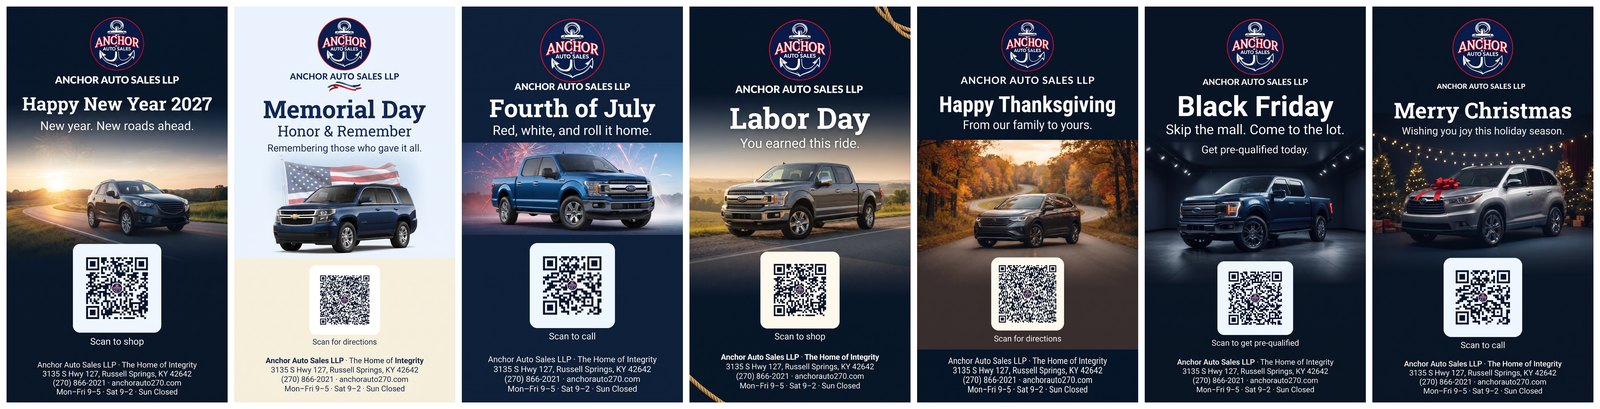 ANCHOR
AUTO SALES
ANCHOR AUTO SALES LLP
Happy New Year 2027
New year. New roads ahead.
Scan to shop
Anchor Auto Sales LLP · The Home of Integrity
3135 S Hwy 127, Russell Springs, KY 42642
(270) 866-2021 · anchorauto270.com
Mon–Fri 9–5 · Sat 9–2 · Sun Closed
ANCHOR
AUTO SALES
ANCHOR AUTO SALES LLP
Memorial Day
Honor & Remember
Remembering those who gave it all.
Scan for directions
Anchor Auto Sales LLP · The Home of Integrity
3135 S Hwy 127, Russell Springs, KY 42642
(270) 866-2021 · anchorauto270.com
Mon–Fri 9–5 · Sat 9–2 · Sun Closed
ANCHOR
AUTO SALES
ANCHOR AUTO SALES LLP
Fourth of July
Red, white, and roll it home.
Scan to call
Anchor Auto Sales LLP · The Home of Integrity
3135 S Hwy 127, Russell Springs, KY 42642
(270) 866-2021 · anchorauto270.com
Mon–Fri 9–5 · Sat 9–2 · Sun Closed
ANCHOR
AUTO SALES
ANCHOR AUTO SALES LLP
Labor Day
You earned this ride.
Scan to shop
Anchor Auto Sales LLP · The Home of Integrity
3135 S Hwy 127, Russell Springs, KY 42642
(270) 866-2021 · anchorauto270.com
Mon–Fri 9–5 · Sat 9–2 · Sun Closed
ANCHOR
AUTO SALES
ANCHOR AUTO SALES LLP
Happy Thanksgiving
From our family to yours.
Scan for directions
Anchor Auto Sales LLP · The Home of Integrity
3135 S Hwy 127, Russell Springs, KY 42642
(270) 866-2021 · anchorauto270.com
Mon–Fri 9–5 · Sat 9–2 · Sun Closed
ANCHOR
AUTO SALES
ANCHOR AUTO SALES LLP
Black Friday
Skip the mall. Come to the lot.
Get pre-qualified today.
Scan to get pre-qualified
Anchor Auto Sales LLP · The Home of Integrity
3135 S Hwy 127, Russell Springs, KY 42642
(270) 866-2021 · anchorauto270.com
Mon–Fri 9–5 · Sat 9–2 · Sun Closed
ANCHOR
AUTO SALES
ANCHOR AUTO SALES LLP
Merry Christmas
Wishing you joy this holiday season.
Scan to call
Anchor Auto Sales LLP · The Home of Integrity
3135 S Hwy 127, Russell Springs, KY 42642
(270) 866-2021 · anchorauto270.com
Mon–Fri 9–5 · Sat 9–2 · Sun Closed